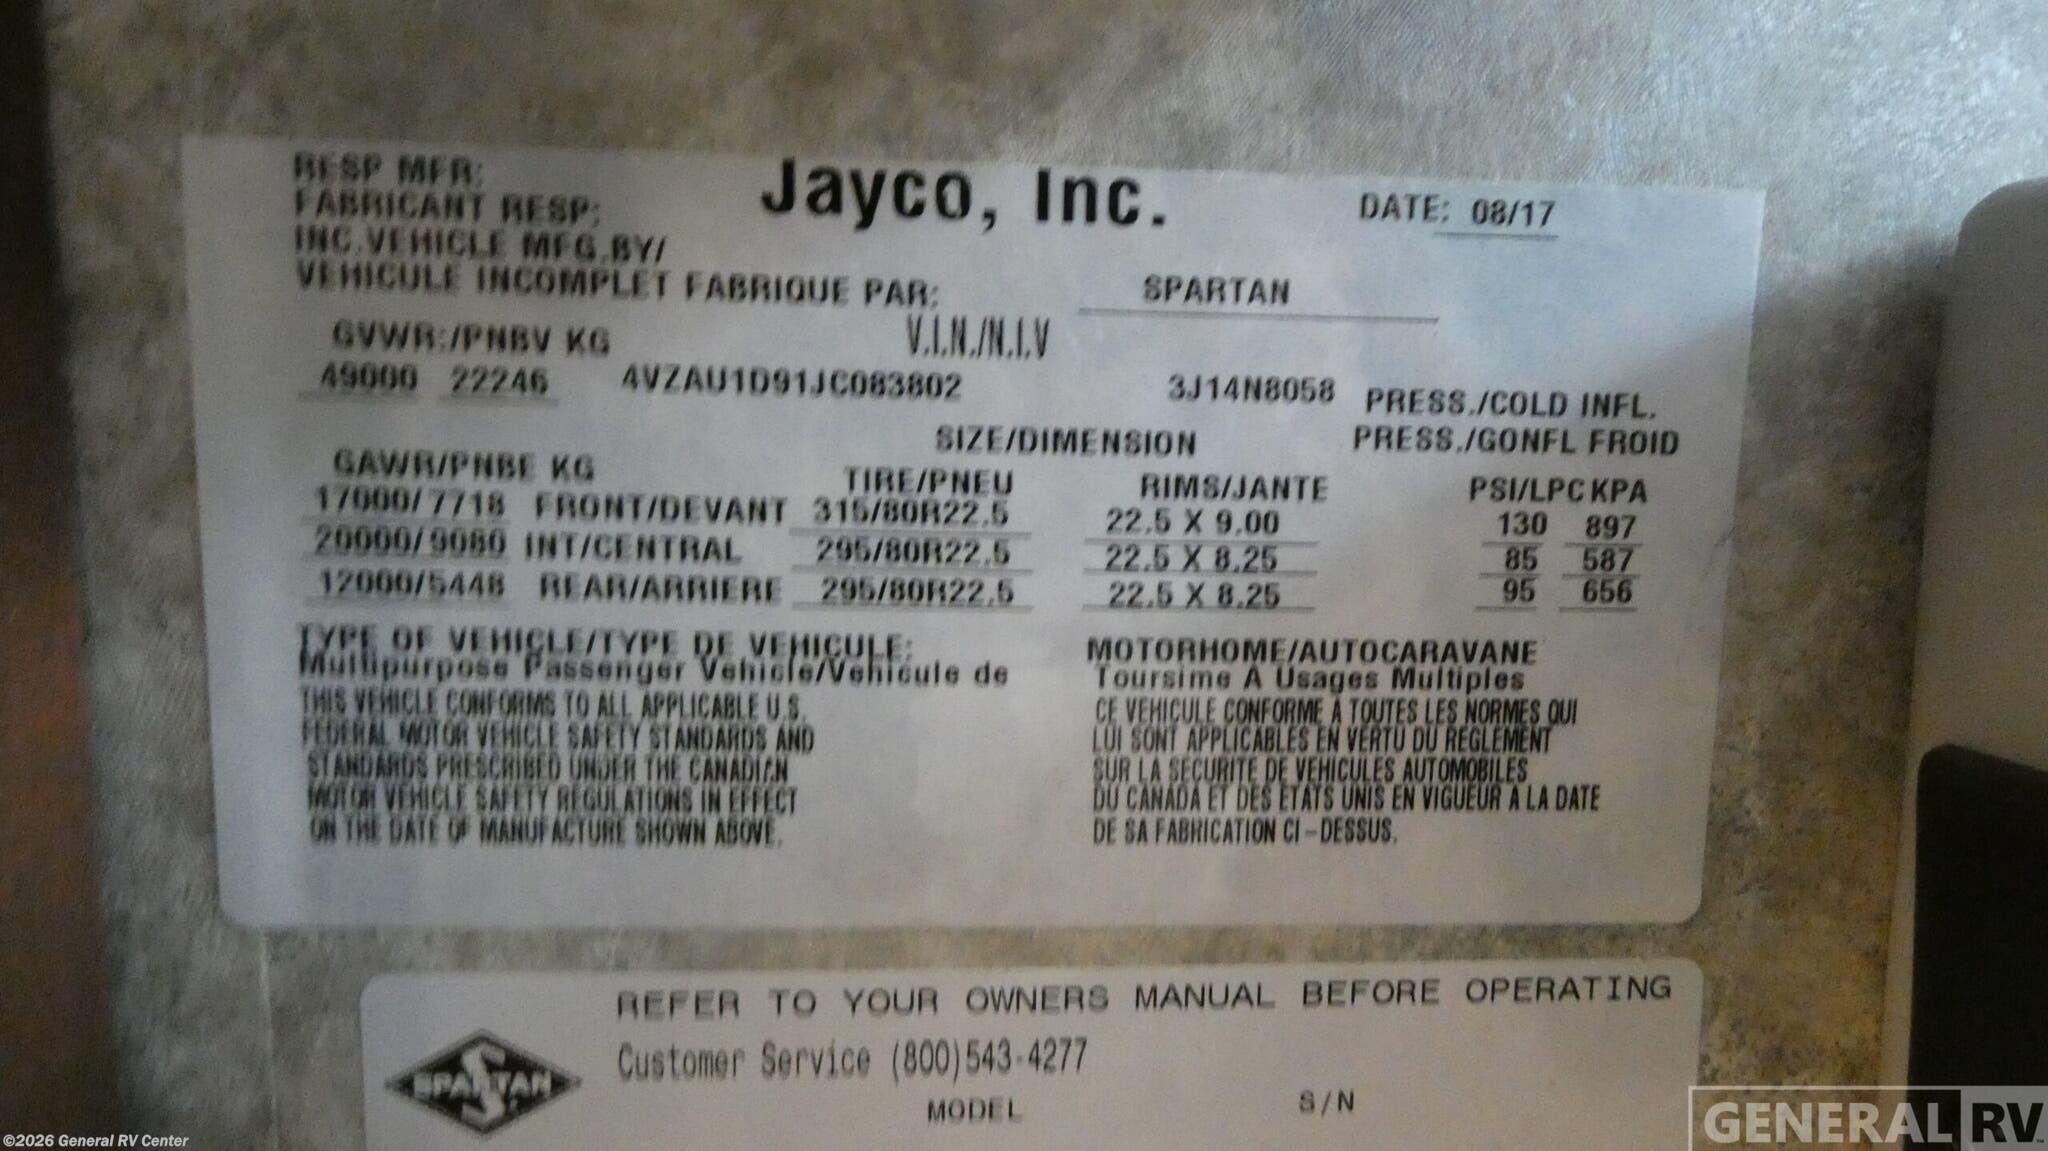 RESP MFR: Jayco, Inc. DATE: 08/17
FABRICANT RESP:
INC.VEHICLE MFG.BY/
VEHICULE INCOMPLET FABRIQUE PAR: SPARTAN
GVWR:/PNBV KG V.I.N./N.I.V
49000 22246 4VZAU1D91JC083802 3J14N8058 PRESS./COLD INFL.
SIZE/DIMENSION PRESS./GONFL FROID
GAWR/PNBE KG TIRE/PNEU RIMS/JANTE PSI/LPC KPA
17000/7718 FRONT/DEVANT 315/80R22.5 22.5 X 9.00 130 897
20000/9080 INT/CENTRAL 295/80R22.5 22.5 X 8.25 85 587
12000/5448 REAR/ARRIERE 295/80R22.5 22.5 X 8.25 95 656
TYPE OF VEHICLE/TYPE DE VEHICULE: MOTORHOME/AUTOCARAVANE
Multipurpose Passenger Vehicle/Vehicule de Toursime A Usages Multiples
THIS VEHICLE CONFORMS TO ALL APPLICABLE U.S.
FEDERAL MOTOR VEHICLE SAFETY STANDARDS AND
STANDARDS PRESCRIBED UNDER THE CANADIAN
MOTOR VEHICLE SAFETY REGULATIONS IN EFFECT
ON THE DATE OF MANUFACTURE SHOWN ABOVE.
CE VEHICULE CONFORME A TOUTES LES NORMES QUI
LUI SONT APPLICABLES EN VERTU DU REGLEMENT
SUR LA SECURITE DE VEHICULES AUTOMOBILES
DU CANADA ET DES ETATS UNIS EN VIGUEUR A LA DATE
DE SA FABRICATION CI-DESSUS.
REFER TO YOUR OWNERS MANUAL BEFORE OPERATING
Customer Service (800)543-4277
SPARTAN
MODEL S/N
©2026 General RV Center
GENERAL RV